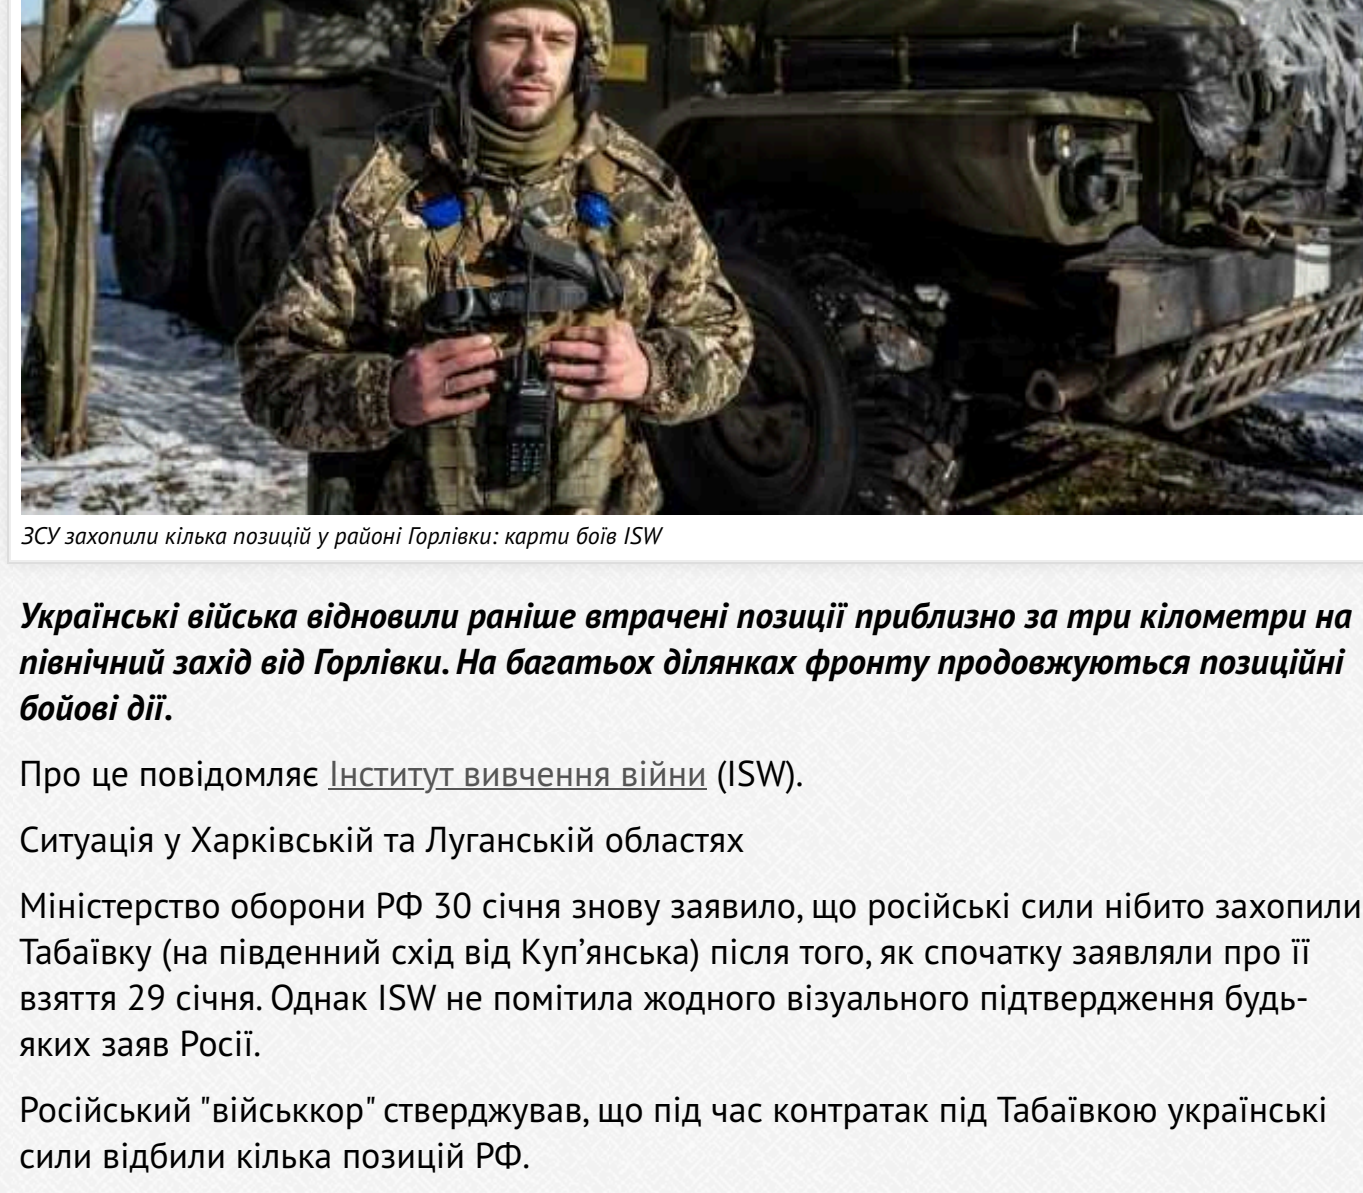 ЗСУ захопили кілька позицій у районі Горлівки: карти боїв ISW
Українські війська відновили раніше втрачені позиції приблизно за три кілометри на
північний захід від Горлівки. На багатьох ділянках фронту продовжуються позиційні
бойові дії.
Про це повідомляє Інститут вивчення війни (ISW).
Ситуація у Харківській та Луганській областях
Міністерство оборони РФ 30 січня знову заявило, що російські сили нібито захопили
Табаївку (на південний схід від Куп’янська) після того, як спочатку заявляли про її
взяття 29 січня. Однак ISW не помітила жодного візуального підтвердження будь-
яких заяв Росії.
Російський "військкор" стверджував, що під час контратак під Табаївкою українські
сили відбили кілька позицій РФ.